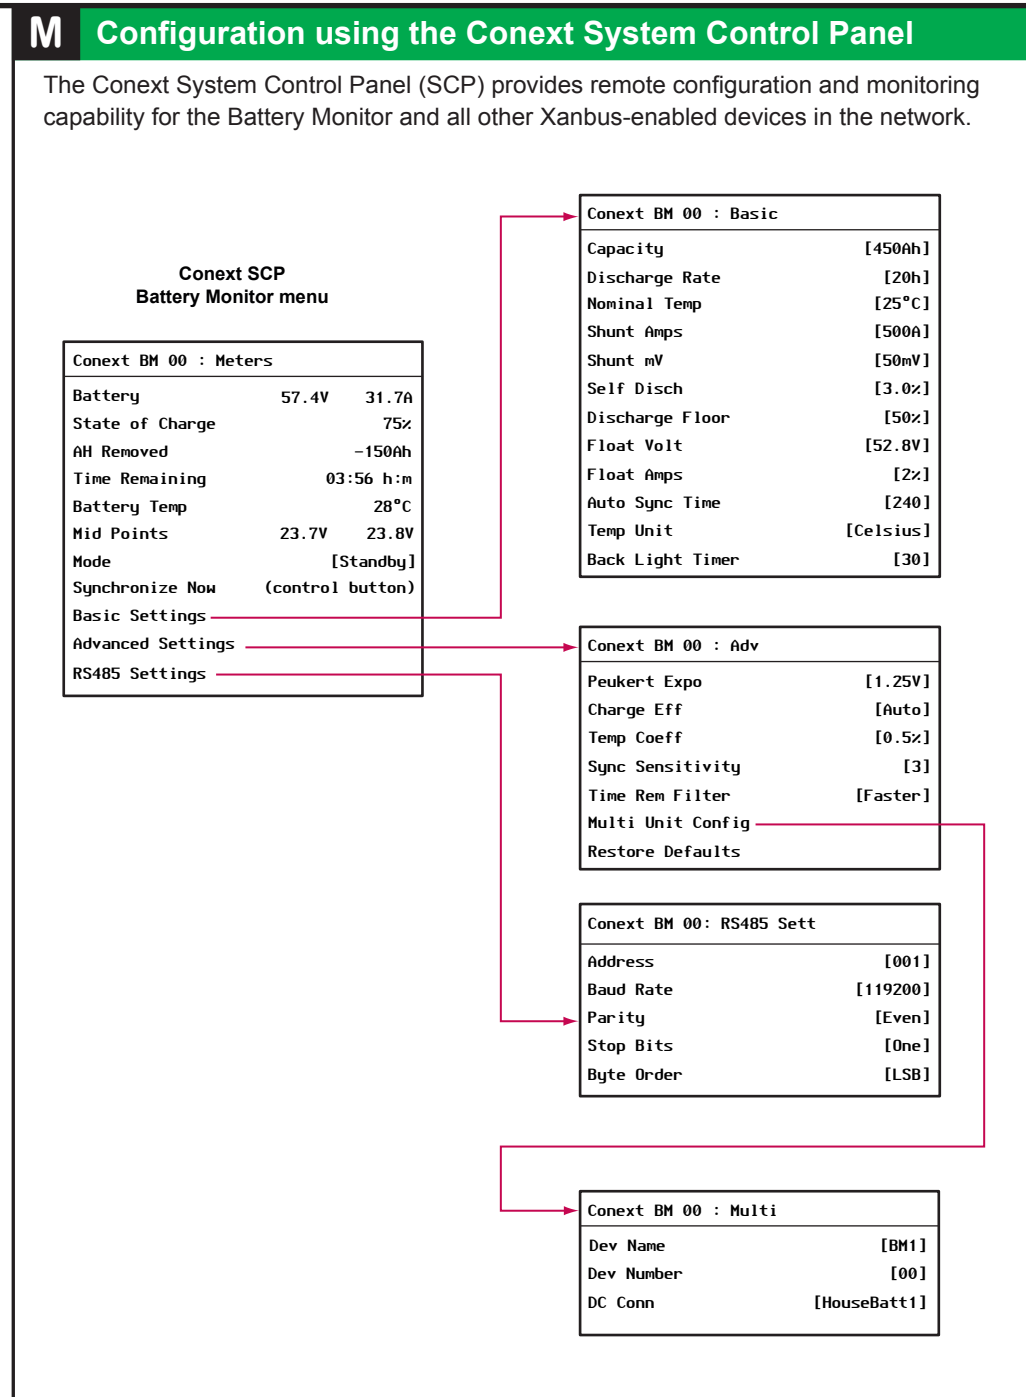 M Configuration using the Conext System Control Panel
The Conext System Control Panel (SCP) provides remote configuration and monitoring
capability for the Battery Monitor and all other Xanbus-enabled devices in the network.
Conext SCP
Battery Monitor menu
Conext BM 00 : Meters
Battery 57.4V 31.7A
State of Charge 75%
AH Removed -150Ah
Time Remaining 03:56 h:m
Battery Temp 28°C
Mid Points 23.7V 23.8V
Mode [Standby]
Synchronize Now (control button)
Basic Settings
Advanced Settings
RS485 Settings
Conext BM 00 : Basic
Capacity [450Ah]
Discharge Rate [20h]
Nominal Temp [25°C]
Shunt Amps [500A]
Shunt mV [50mV]
Self Disch [3.0%]
Discharge Floor [50%]
Float Volt [52.8V]
Float Amps [2%]
Auto Sync Time [240]
Temp Unit [Celsius]
Back Light Timer [30]
Conext BM 00 : Adv
Peukert Expo [1.25V]
Charge Eff [Auto]
Temp Coeff [0.5%]
Sync Sensitivity [3]
Time Rem Filter [Faster]
Multi Unit Config
Restore Defaults
Conext BM 00: RS485 Sett
Address [001]
Baud Rate [119200]
Parity [Even]
Stop Bits [One]
Byte Order [LSB]
Conext BM 00 : Multi
Dev Name [BM1]
Dev Number [00]
DC Conn [HouseBatt1]